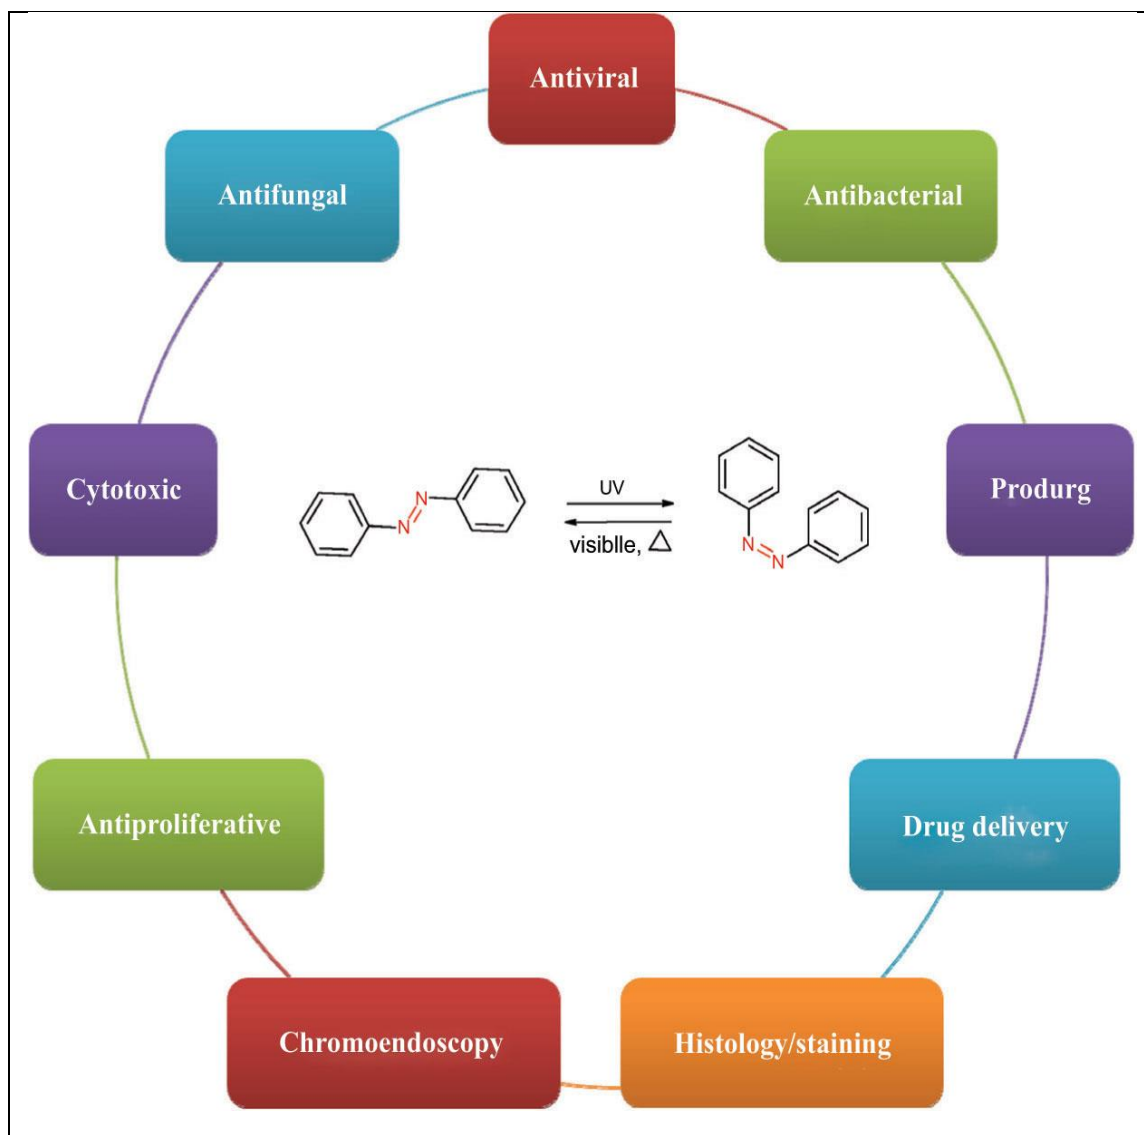 Antiviral
Antifungal
Antibacterial
Cytotoxic
Produrg
UV
visiblle, △
N
N
N
N
Antiproliferative
Drug delivery
Chromoendoscopy
Histology/staining